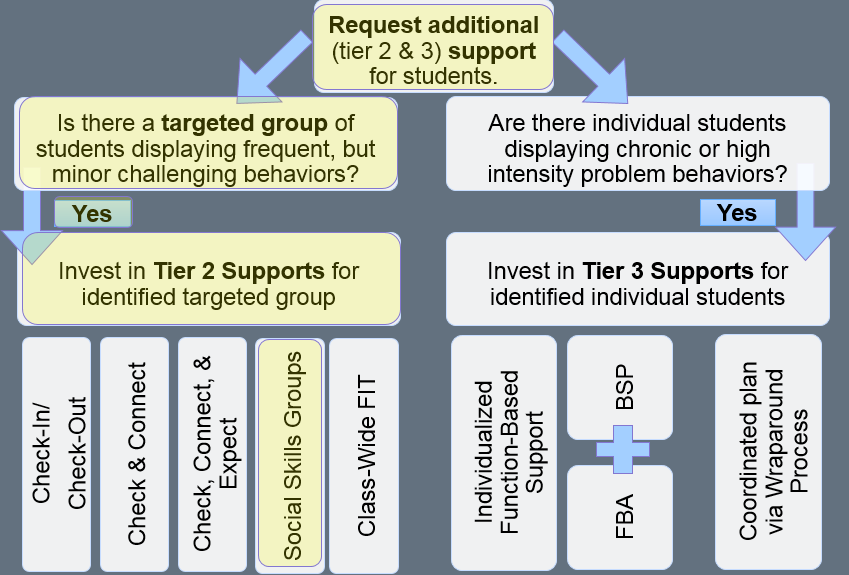 Request additional
(tier 2 & 3) support
for students.
Is there a targeted group of
students displaying frequent, but
minor challenging behaviors?
Are there individual students
displaying chronic or high
intensity problem behaviors?
Yes
Yes
Invest in Tier 2 Supports for
identified targeted group
Invest in Tier 3 Supports for
identified individual students
Check-In/
Check-Out
Check & Connect
Check, Connect, &
Expect
Social Skills Groups
Class-Wide FIT
Individualized
Function-Based
Support
BSP
FBA
Coordinated plan
via Wraparound
Process